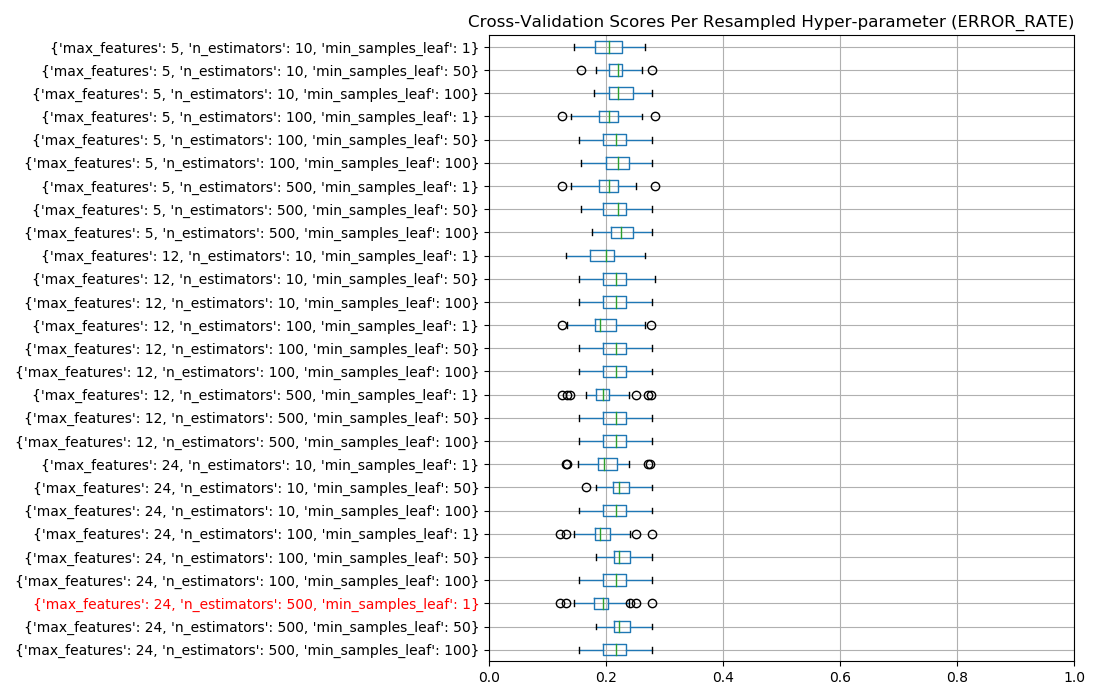 Cross-Validation Scores Per Resampled Hyper-parameter (ERROR_RATE)
{'max_features': 5, 'n_estimators': 10, 'min_samples_leaf': 1}
{'max_features': 5, 'n_estimators': 10, 'min_samples_leaf': 50}
{'max_features': 5, 'n_estimators': 10, 'min_samples_leaf': 100}
{'max_features': 5, 'n_estimators': 100, 'min_samples_leaf': 1}
{'max_features': 5, 'n_estimators': 100, 'min_samples_leaf': 50}
{'max_features': 5, 'n_estimators': 100, 'min_samples_leaf': 100}
{'max_features': 5, 'n_estimators': 500, 'min_samples_leaf': 1}
{'max_features': 5, 'n_estimators': 500, 'min_samples_leaf': 50}
{'max_features': 5, 'n_estimators': 500, 'min_samples_leaf': 100}
{'max_features': 12, 'n_estimators': 10, 'min_samples_leaf': 1}
{'max_features': 12, 'n_estimators': 10, 'min_samples_leaf': 50}
{'max_features': 12, 'n_estimators': 10, 'min_samples_leaf': 100}
{'max_features': 12, 'n_estimators': 100, 'min_samples_leaf': 1}
{'max_features': 12, 'n_estimators': 100, 'min_samples_leaf': 50}
{'max_features': 12, 'n_estimators': 100, 'min_samples_leaf': 100}
{'max_features': 12, 'n_estimators': 500, 'min_samples_leaf': 1}
{'max_features': 12, 'n_estimators': 500, 'min_samples_leaf': 50}
{'max_features': 12, 'n_estimators': 500, 'min_samples_leaf': 100}
{'max_features': 24, 'n_estimators': 10, 'min_samples_leaf': 1}
{'max_features': 24, 'n_estimators': 10, 'min_samples_leaf': 50}
{'max_features': 24, 'n_estimators': 10, 'min_samples_leaf': 100}
{'max_features': 24, 'n_estimators': 100, 'min_samples_leaf': 1}
{'max_features': 24, 'n_estimators': 100, 'min_samples_leaf': 50}
{'max_features': 24, 'n_estimators': 100, 'min_samples_leaf': 100}
{'max_features': 24, 'n_estimators': 500, 'min_samples_leaf': 1}
{'max_features': 24, 'n_estimators': 500, 'min_samples_leaf': 50}
{'max_features': 24, 'n_estimators': 500, 'min_samples_leaf': 100}
0.0 0.2 0.4 0.6 0.8 1.0